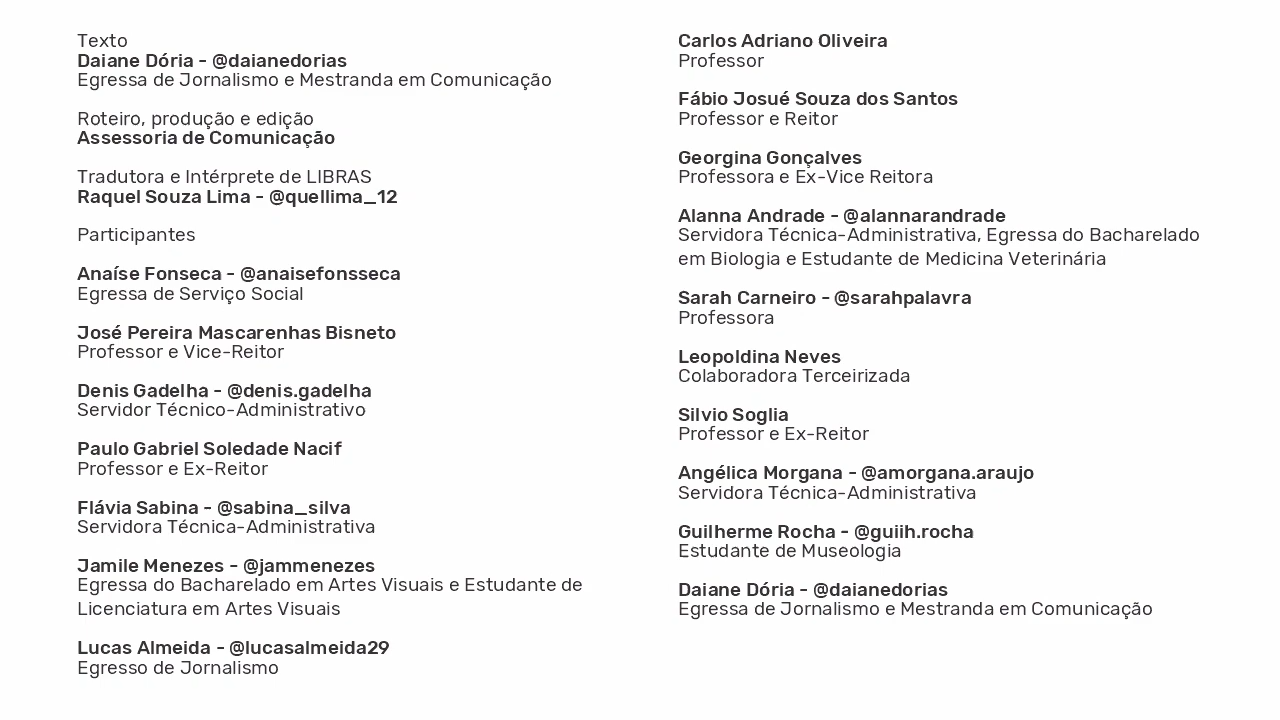 Texto
Daiane Dória - @daianedorias
Egressa de Jornalismo e Mestranda em Comunicação
Roteiro, produção e edição
Assessoria de Comunicação
Tradutora e Intérprete de LIBRAS
Raquel Souza Lima - @quellima_12
Participantes
Anaíse Fonseca - @anaisefonsseca
Egressa de Serviço Social
José Pereira Mascarenhas Bisneto
Professor e Vice-Reitor
Denis Gadelha - @denis.gadelha
Servidor Técnico-Administrativo
Paulo Gabriel Soledade Nacif
Professor e Ex-Reitor
Flávia Sabina - @sabina_silva
Servidora Técnica-Administrativa
Jamile Menezes - @jammenezes
Egressa do Bacharelado em Artes Visuais e Estudante de
Licenciatura em Artes Visuais
Lucas Almeida - @lucasalmeida29
Egresso de Jornalismo
Carlos Adriano Oliveira
Professor
Fábio Josué Souza dos Santos
Professor e Reitor
Georgina Gonçalves
Professora e Ex-Vice Reitora
Alanna Andrade - @alannarandrade
Servidora Técnica-Administrativa, Egressa do Bacharelado
em Biologia e Estudante de Medicina Veterinária
Sarah Carneiro - @sarahpalavra
Professora
Leopoldina Neves
Colaboradora Terceirizada
Silvio Soglia
Professor e Ex-Reitor
Angélica Morgana - @amorgana.araujo
Servidora Técnica-Administrativa
Guilherme Rocha - @guiih.rocha
Estudante de Museologia
Daiane Dória - @daianedorias
Egressa de Jornalismo e Mestranda em Comunicação